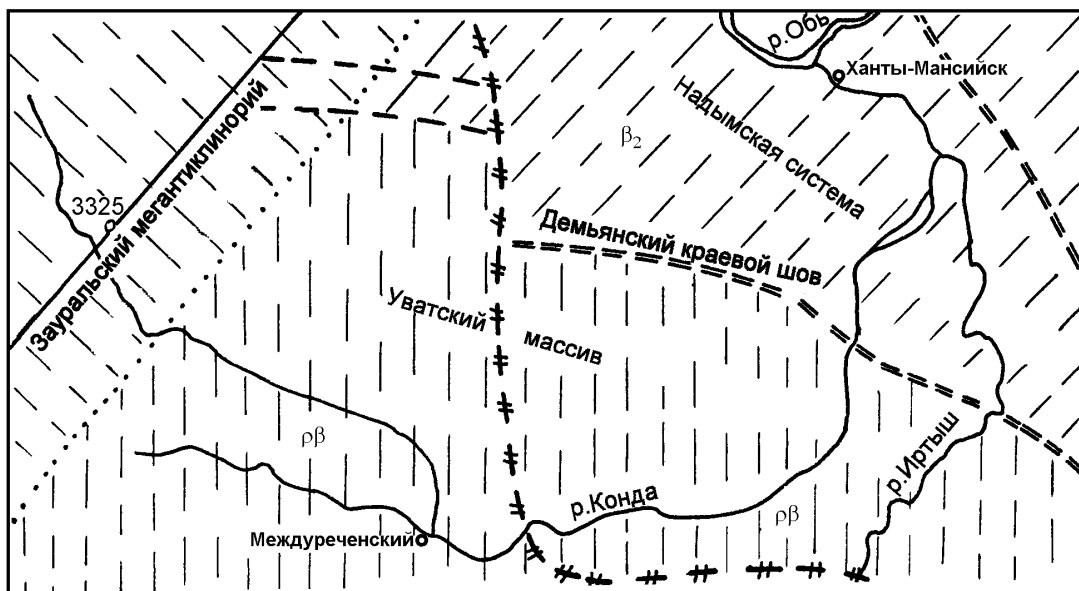 р.Обь
Ханты-Мансийск
Надымская система
β₂
3325
Зауральский мегантиклинорий
Демьянский краевой шов
Уватский
массив
р.Иртыш
ρβ
р.Конда
ρβ
Междуреченский